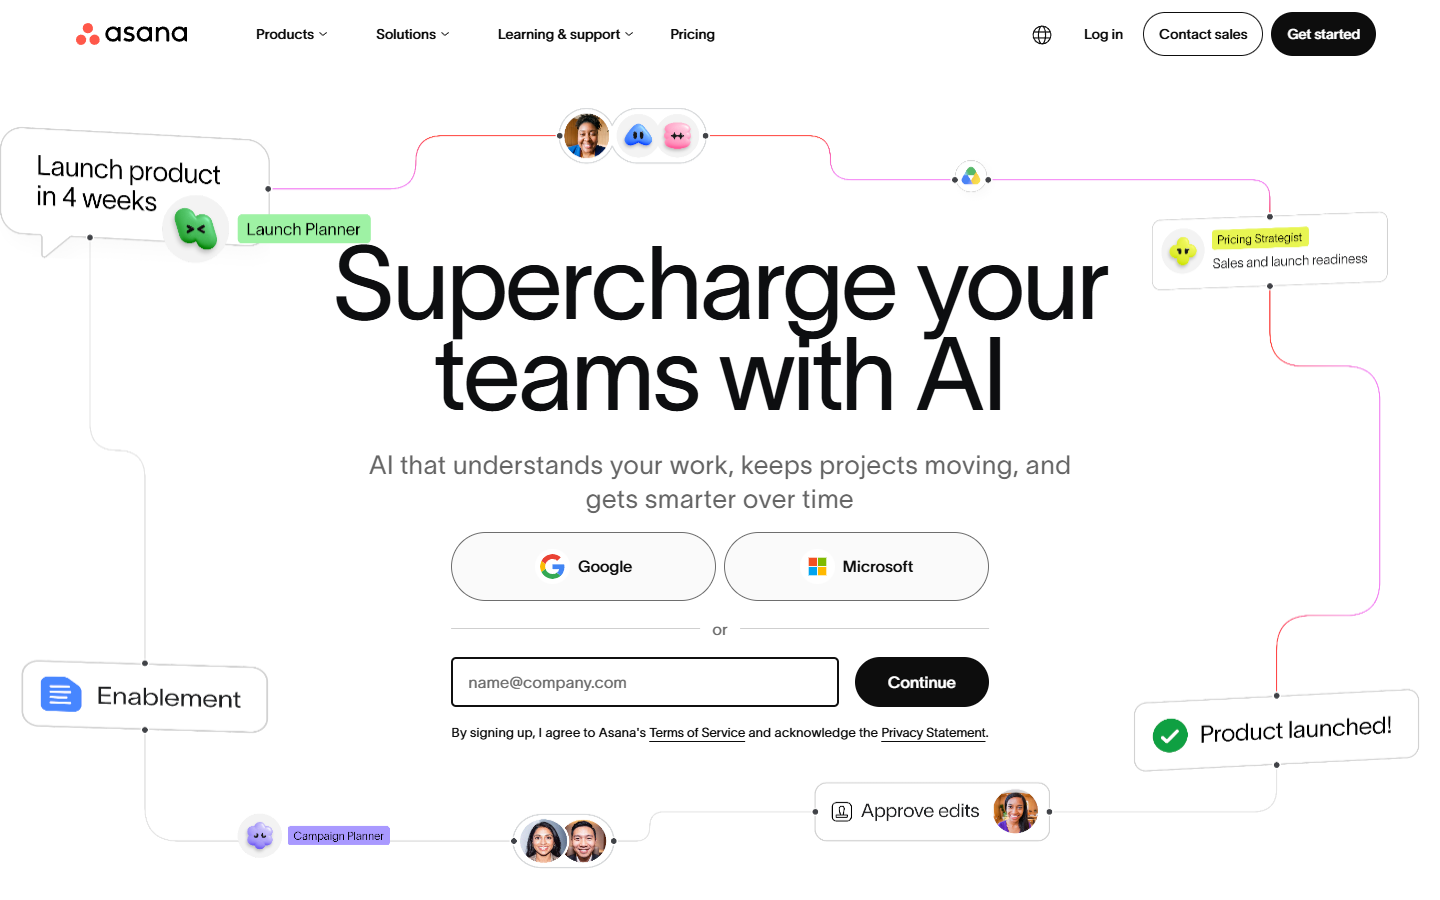 asana
Products
Solutions
Learning & support
Pricing
Log in
Contact sales
Get started
Launch product
in 4 weeks
Launch Planner
Pricing Strategist
Sales and launch readiness
Supercharge your
teams with AI
AI that understands your work, keeps projects moving, and
gets smarter over time
Google
Microsoft
or
name@company.com
Continue
By signing up, I agree to Asana's Terms of Service and acknowledge the Privacy Statement.
Enablement
Product launched!
Approve edits
Campaign Planner